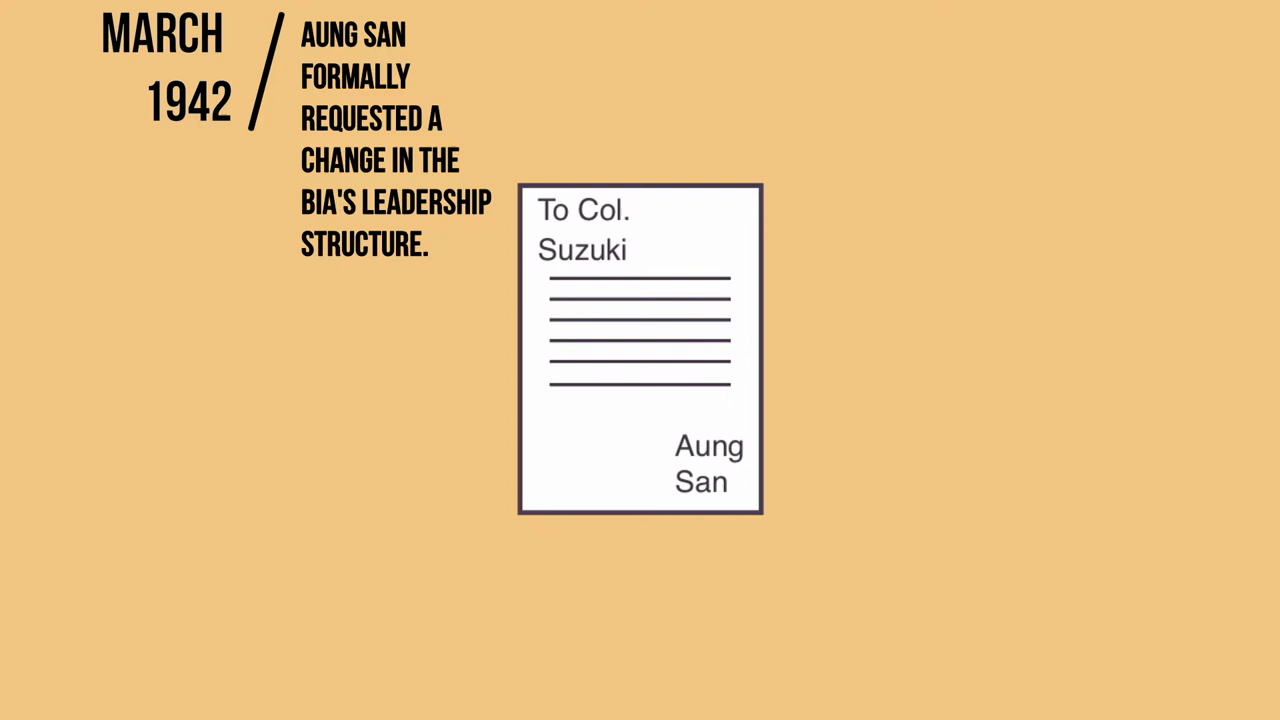 MARCH
1942
AUNG SAN
FORMALLY
REQUESTED A
CHANGE IN THE
BIA'S LEADERSHIP
STRUCTURE.
To Col.
Suzuki
Aung
San